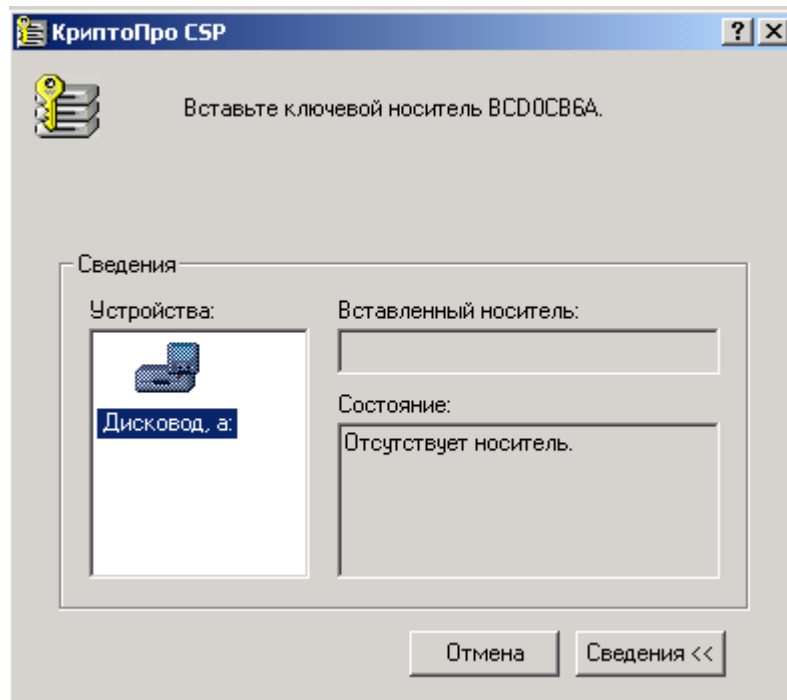 КриптоПро CSP
Вставьте ключевой носитель BCD0CB6A.
Сведения
Устройства:
Дисковод, a:
Вставленный носитель:
Состояние:
Отсутствует носитель.
Отмена
Сведения <<